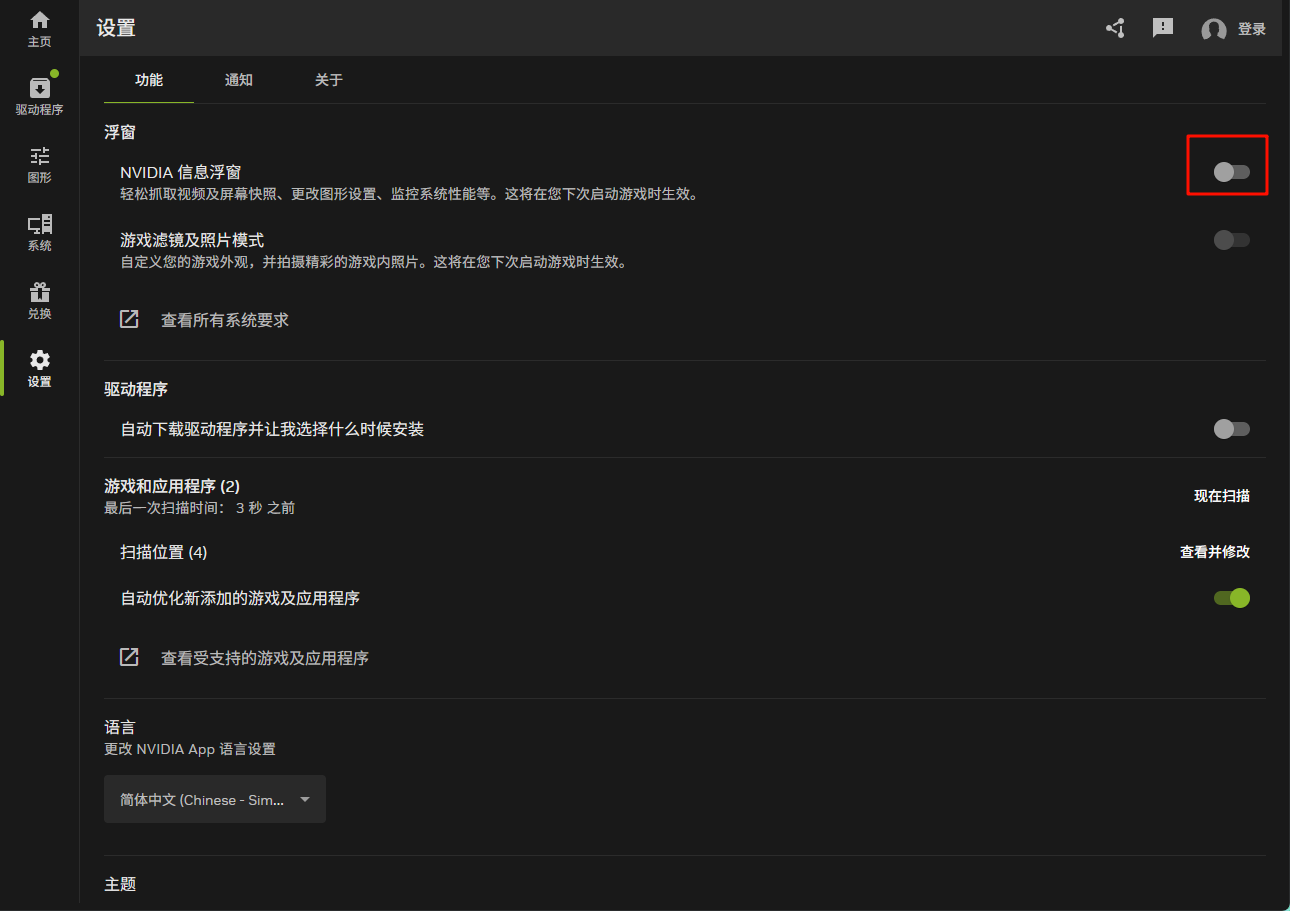 设置
登录
主页
驱动程序
图形
系统
兑换
设置
功能
通知
关于
浮窗
NVIDIA 信息浮窗
轻松抓取视频及屏幕快照、更改图形设置、监控系统性能等。这将在您下次启动游戏时生效。
游戏滤镜及照片模式
自定义您的游戏外观，并拍摄精彩的游戏内照片。这将在您下次启动游戏时生效。
查看所有系统要求
驱动程序
自动下载驱动程序并让我选择什么时候安装
游戏和应用程序 (2)
最后一次扫描时间： 3 秒 之前
现在扫描
扫描位置 (4)
查看并修改
自动优化新添加的游戏及应用程序
查看受支持的游戏及应用程序
语言
更改 NVIDIA App 语言设置
简体中文 (Chinese - Sim...
主题